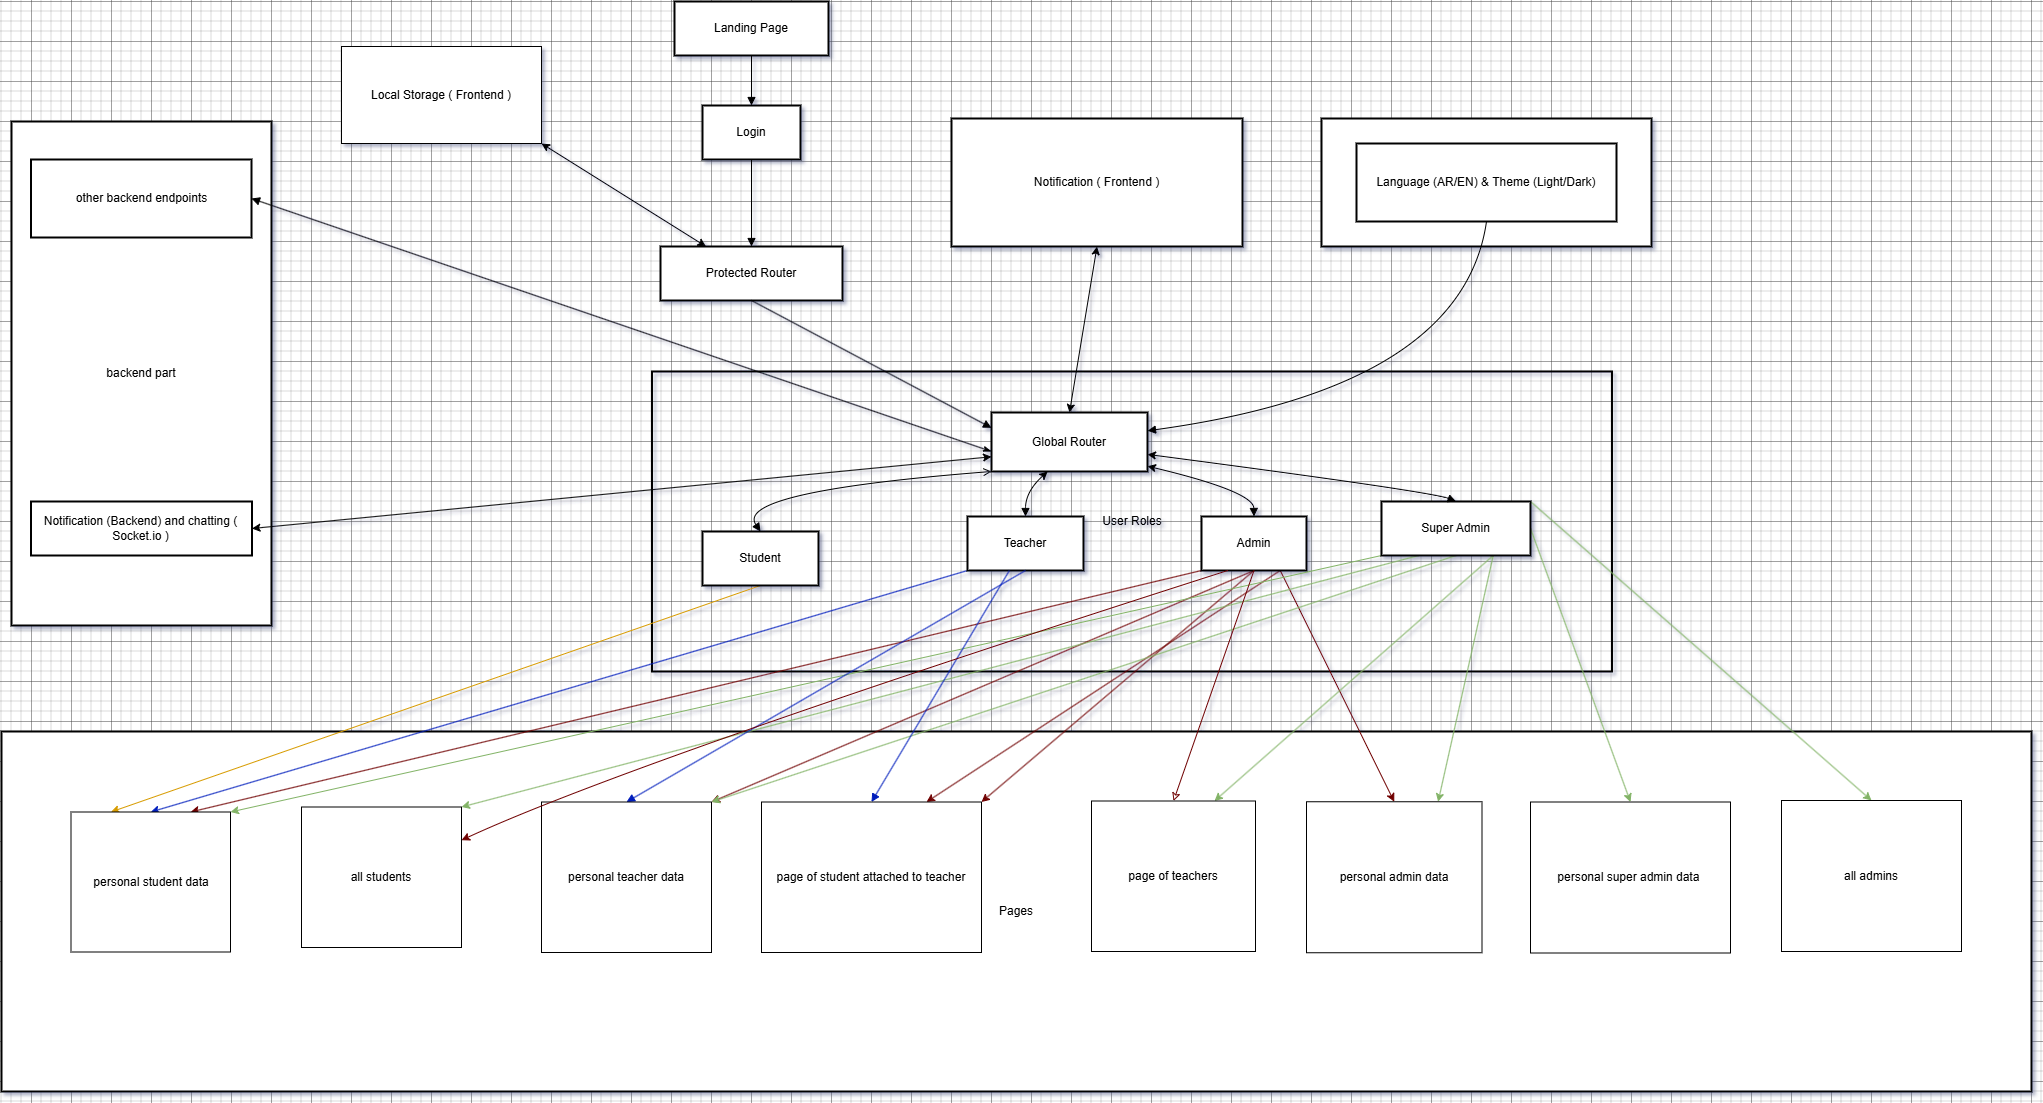 Landing Page
Local Storage ( Frontend )
Login
Notification ( Frontend )
Language (AR/EN) & Theme (Light/Dark)
other backend endpoints
Protected Router
backend part
Global Router
Notification (Backend) and chatting (
Socket.io )
User Roles
Student
Teacher
Admin
Super Admin
personal student data
all students
personal teacher data
page of student attached to teacher
page of teachers
personal admin data
personal super admin data
all admins
Pages